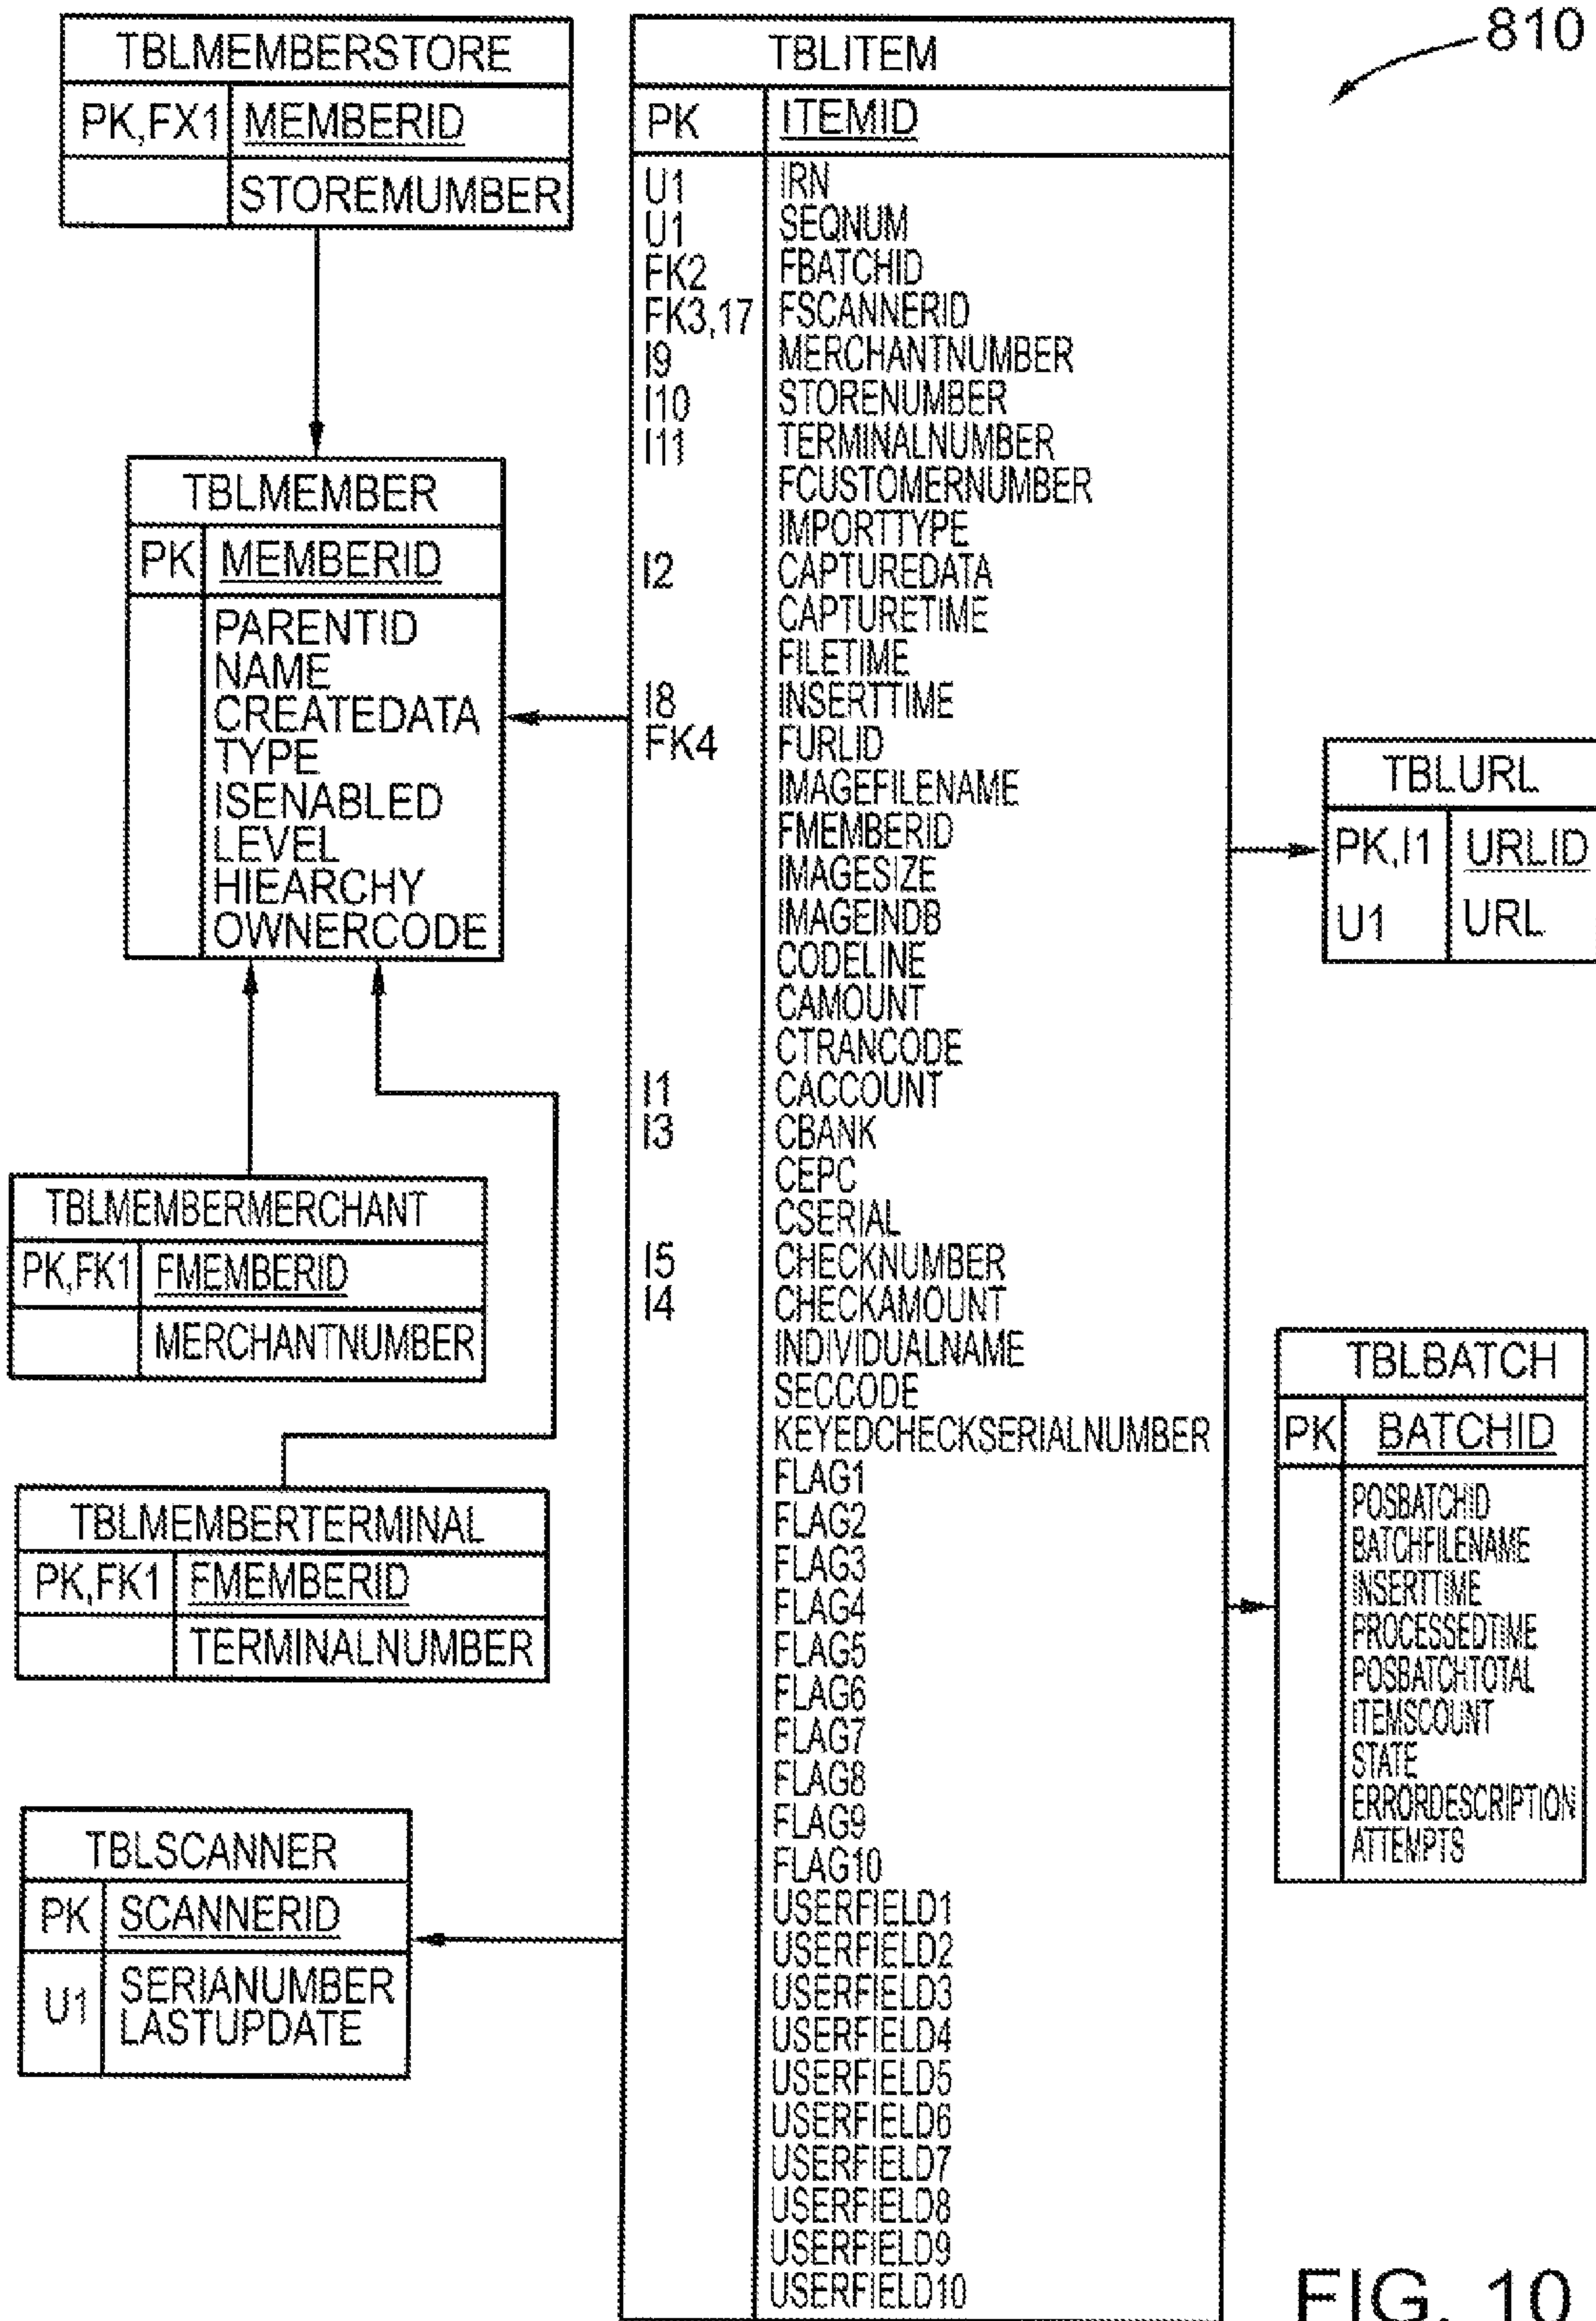 810
TBLMEMBERSTORE
PK,FX1 MEMBERID
STOREMUMBER
TBLMEMBER
PK MEMBERID
PARENTID
NAME
CREATEDATA
TYPE
ISENABLED
LEVEL
HIEARCHY
OWNERCODE
TBLMEMBERMERCHANT
PK,FK1 FMEMBERID
MERCHANTNUMBER
TBLMEMBERTERMINAL
PK,FK1 FMEMBERID
TERMINALNUMBER
TBLSCANNER
PK SCANNERID
U1 SERIANUMBER
LASTUPDATE
TBLITEM
PK ITEMID
U1 IRN
U1 SEQNUM
FK2 FBATCHID
FK3,17 FSCANNERID
I9 MERCHANTNUMBER
I10 STORENUMBER
I11 TERMINALNUMBER
FCUSTOMERNUMBER
IMPORTTYPE
I2 CAPTUREDATA
CAPTURETIME
FILETIME
I8 INSERTTIME
FK4 FURLID
IMAGEFILENAME
FMEMBERID
IMAGESIZE
IMAGEINDB
CODELINE
CAMOUNT
CTRANCODE
I1 CACCOUNT
I3 CBANK
CEPC
CSERIAL
I5 CHECKNUMBER
I4 CHECKAMOUNT
INDIVIDUALNAME
SECCODE
KEYEDCHECKSERIALNUMBER
FLAG1
FLAG2
FLAG3
FLAG4
FLAG5
FLAG6
FLAG7
FLAG8
FLAG9
FLAG10
USERFIELD1
USERFIELD2
USERFIELD3
USERFIELD4
USERFIELD5
USERFIELD6
USERFIELD7
USERFIELD8
USERFIELD9
USERFIELD10
TBLURL
PK,I1 URLID
U1 URL
TBLBATCH
PK BATCHID
POSBATCHID
BATCHFILENAME
INSERTTIME
PROCESSEDTIME
POSBATCHTOTAL
ITEMSCOUNT
STATE
ERRORDESCRIPTION
ATTEMPTS
FIG. 10